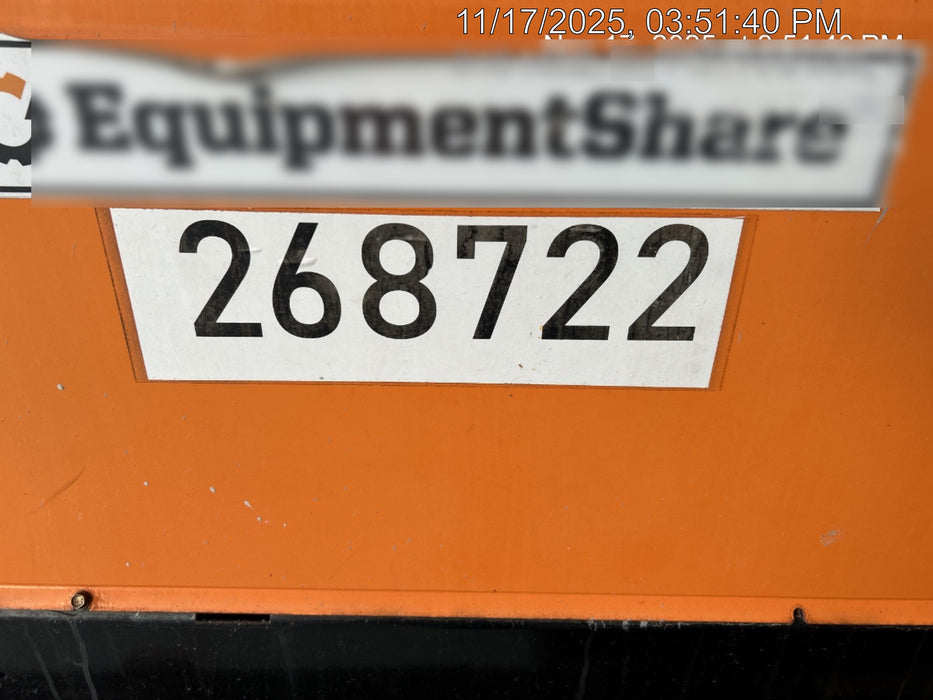 11/17/2025, 03:51:40 PM
EquipmentShare
268722